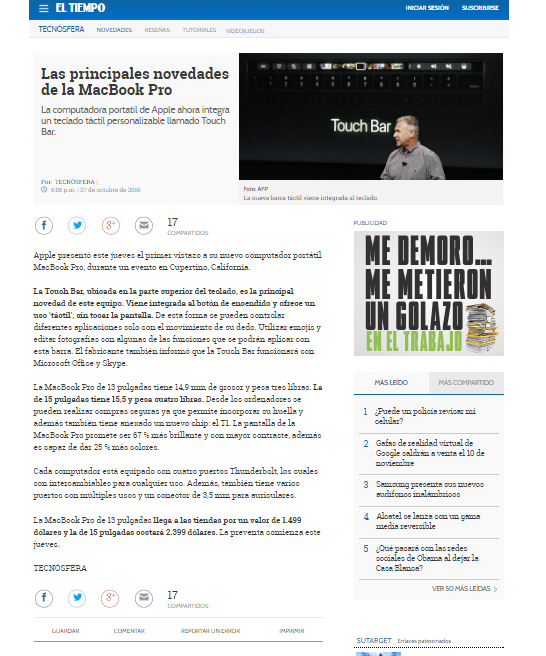 EL TIEMPO
INICIAR SESIÓN
SUSCRIBIRSE
TECNÓSFERA
NOVEDADES
RESEÑAS
TUTORIALES
VIDEOJUEGOS
Las principales novedades
de la MacBook Pro
La computadora portatil de Apple ahora integra
un teclado táctil personalizable llamado Touch
Bar.
Por: TECNÓSFERA |
5:05 p.m. | 27 de octubre de 2016
Touch Bar
Foto: AFP
La nueva barra táctil viene integrada al teclado.
17
COMPARTIDOS
Apple presentó este jueves el primer vistazo a su nuevo computador portátil
MacBook Pro, durante un evento en Cupertino, California.
La Touch Bar, ubicada en la parte superior del teclado, es la principal
novedad de este equipo. Viene integrada al botón de encendido y ofrece un
uso 'táctil', sin tocar la pantalla. De esta forma se pueden controlar
diferentes aplicaciones solo con el movimiento de su dedo. Utilizar emojis y
editar fotografías son algunas de las funciones que se podrán aplicar con
esta barra. El fabricante también informó que la Touch Bar funcionará con
Microsoft Office y Skype.
La MacBook Pro de 13 pulgadas tiene 14,9 mm de grosor y pesa tres libras. La
de 15 pulgadas tiene 15,5 y pesa cuatro libras. Desde los ordenadores se
pueden realizar compras seguras ya que permite incorporar su huella y
además también tiene anexado un nuevo chip: el T1. La pantalla de la
MacBook Pro promete ser 67 % más brillante y con mayor contraste, además
es capaz de dar 25 % más colores.
Cada computador está equipado con cuatro puertos Thunderbolt, los cuales
son intercambiables para cualquier uso. Además, también tiene varios
puertos con múltiples usos y un conector de 3,5 mm para auriculares.
La MacBook Pro de 13 pulgadas llega a las tiendas por un valor de 1.499
dólares y la de 15 pulgadas costará 2.399 dólares. La preventa comienza este
jueves.
TECNÓSFERA
17
COMPARTIDOS
GUARDAR
COMENTAR
REPORTAR UN ERROR
IMPRIMIR
PUBLICIDAD
ME DEMORO...
ME METIERON
UN GOLAZO
EN EL TRABAJO
MÁS LEÍDO
MÁS COMPARTIDO
1 ¿Puede un policía revisar mi
celular?
2 Gafas de realidad virtual de
Google saldrán a venta el 10 de
noviembre
3 Samsung presenta sus nuevos
audífonos inalámbricos
4 Alcatel se lanza con un gama
media reversible
5 ¿Qué pasará con las redes
sociales de Obama al dejar la
Casa Blanca?
VER 50 MÁS LEÍDAS >
SUTARGET
Enlaces patrocinados